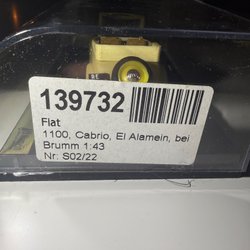 139732
Fiat
1100, Cabrio, El Alamein, bei
Brumm 1:43
Nr: S02/22